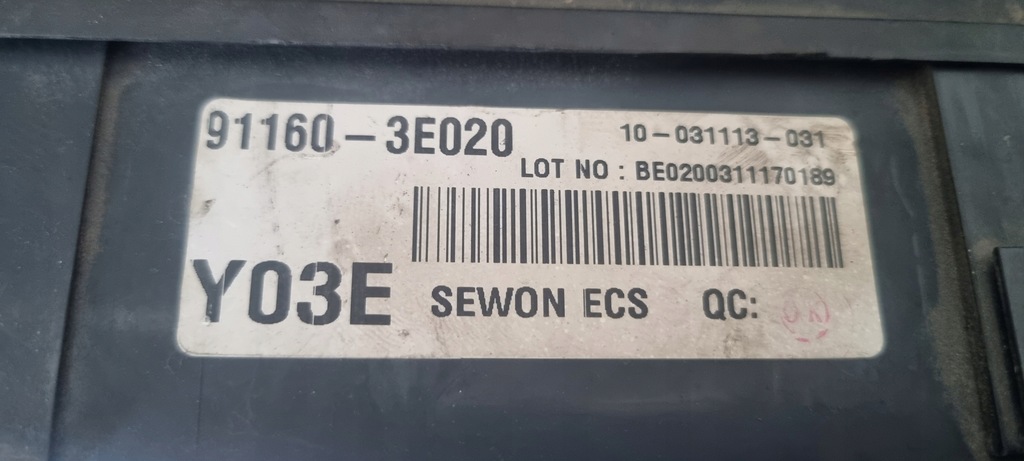 91160-3E020
10-031113-031
LOT NO : BE0200311170189
Y03E SEWON ECS QC: